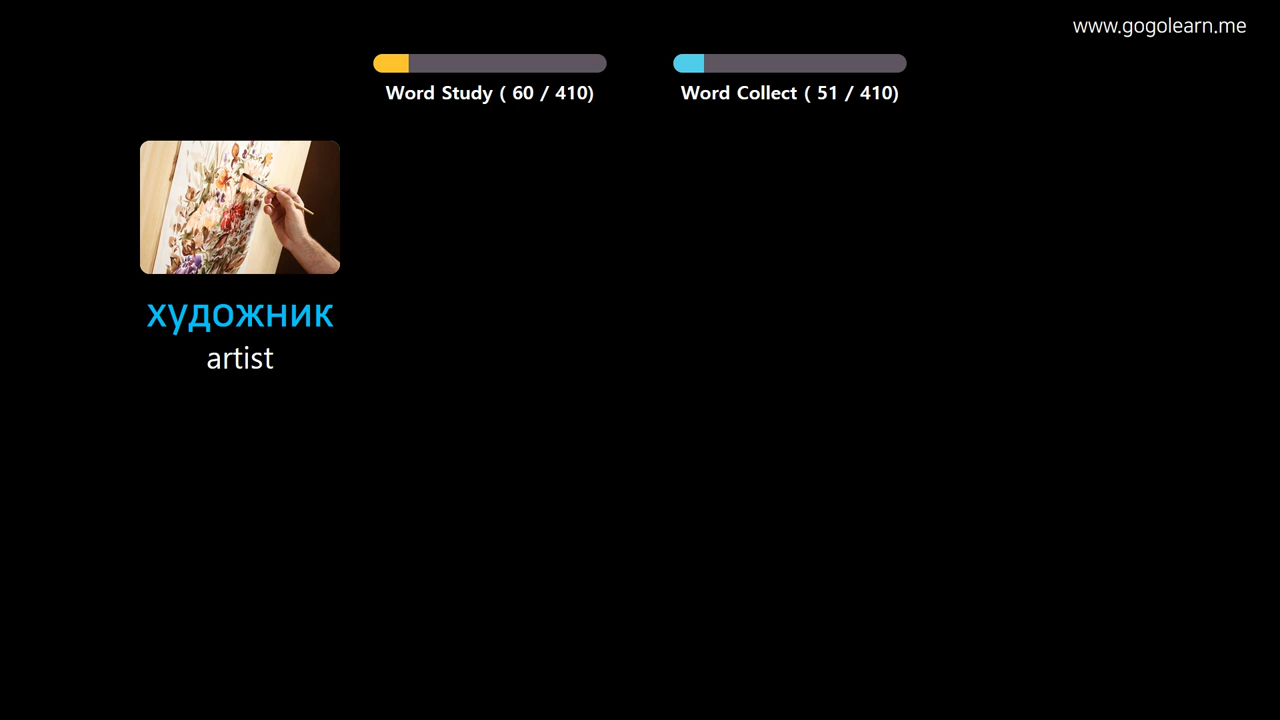 www.gogolearn.me
Word Study ( 60 / 410)
Word Collect ( 51 / 410)
художник
artist